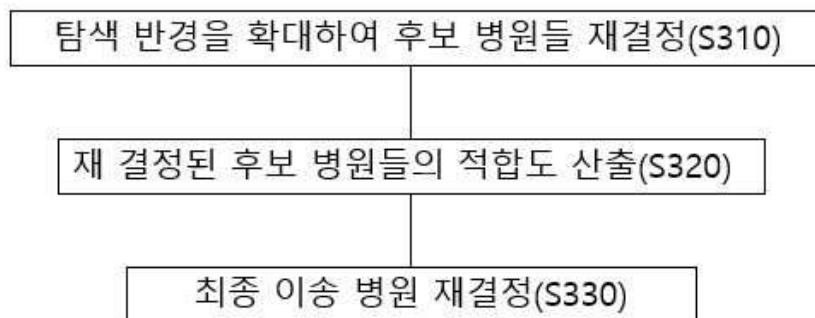 탐색 반경을 확대하여 후보 병원들 재결정(S310)
재 결정된 후보 병원들의 적합도 산출(S320)
최종 이송 병원 재결정(S330)